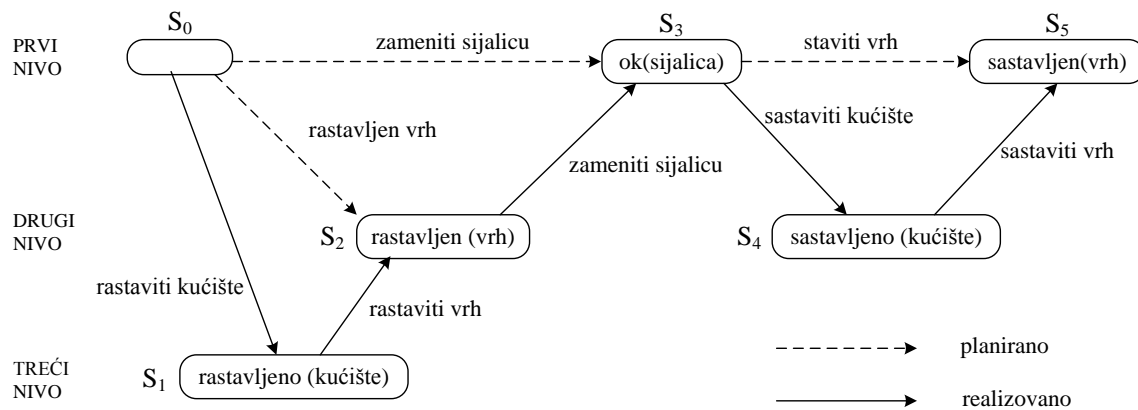 S0
S3
S5
PRVI
NIVO
zameniti sijalicu
ok(sijalica)
staviti vrh
sastavljen(vrh)
rastavljen vrh
sastaviti kućište
zameniti sijalicu
sastaviti vrh
DRUGI
NIVO
S2
rastavljen (vrh)
S4
sastavljeno (kućište)
rastaviti kućište
rastaviti vrh
TREĆI
NIVO
S1
rastavljeno (kućište)
planirano
realizovano